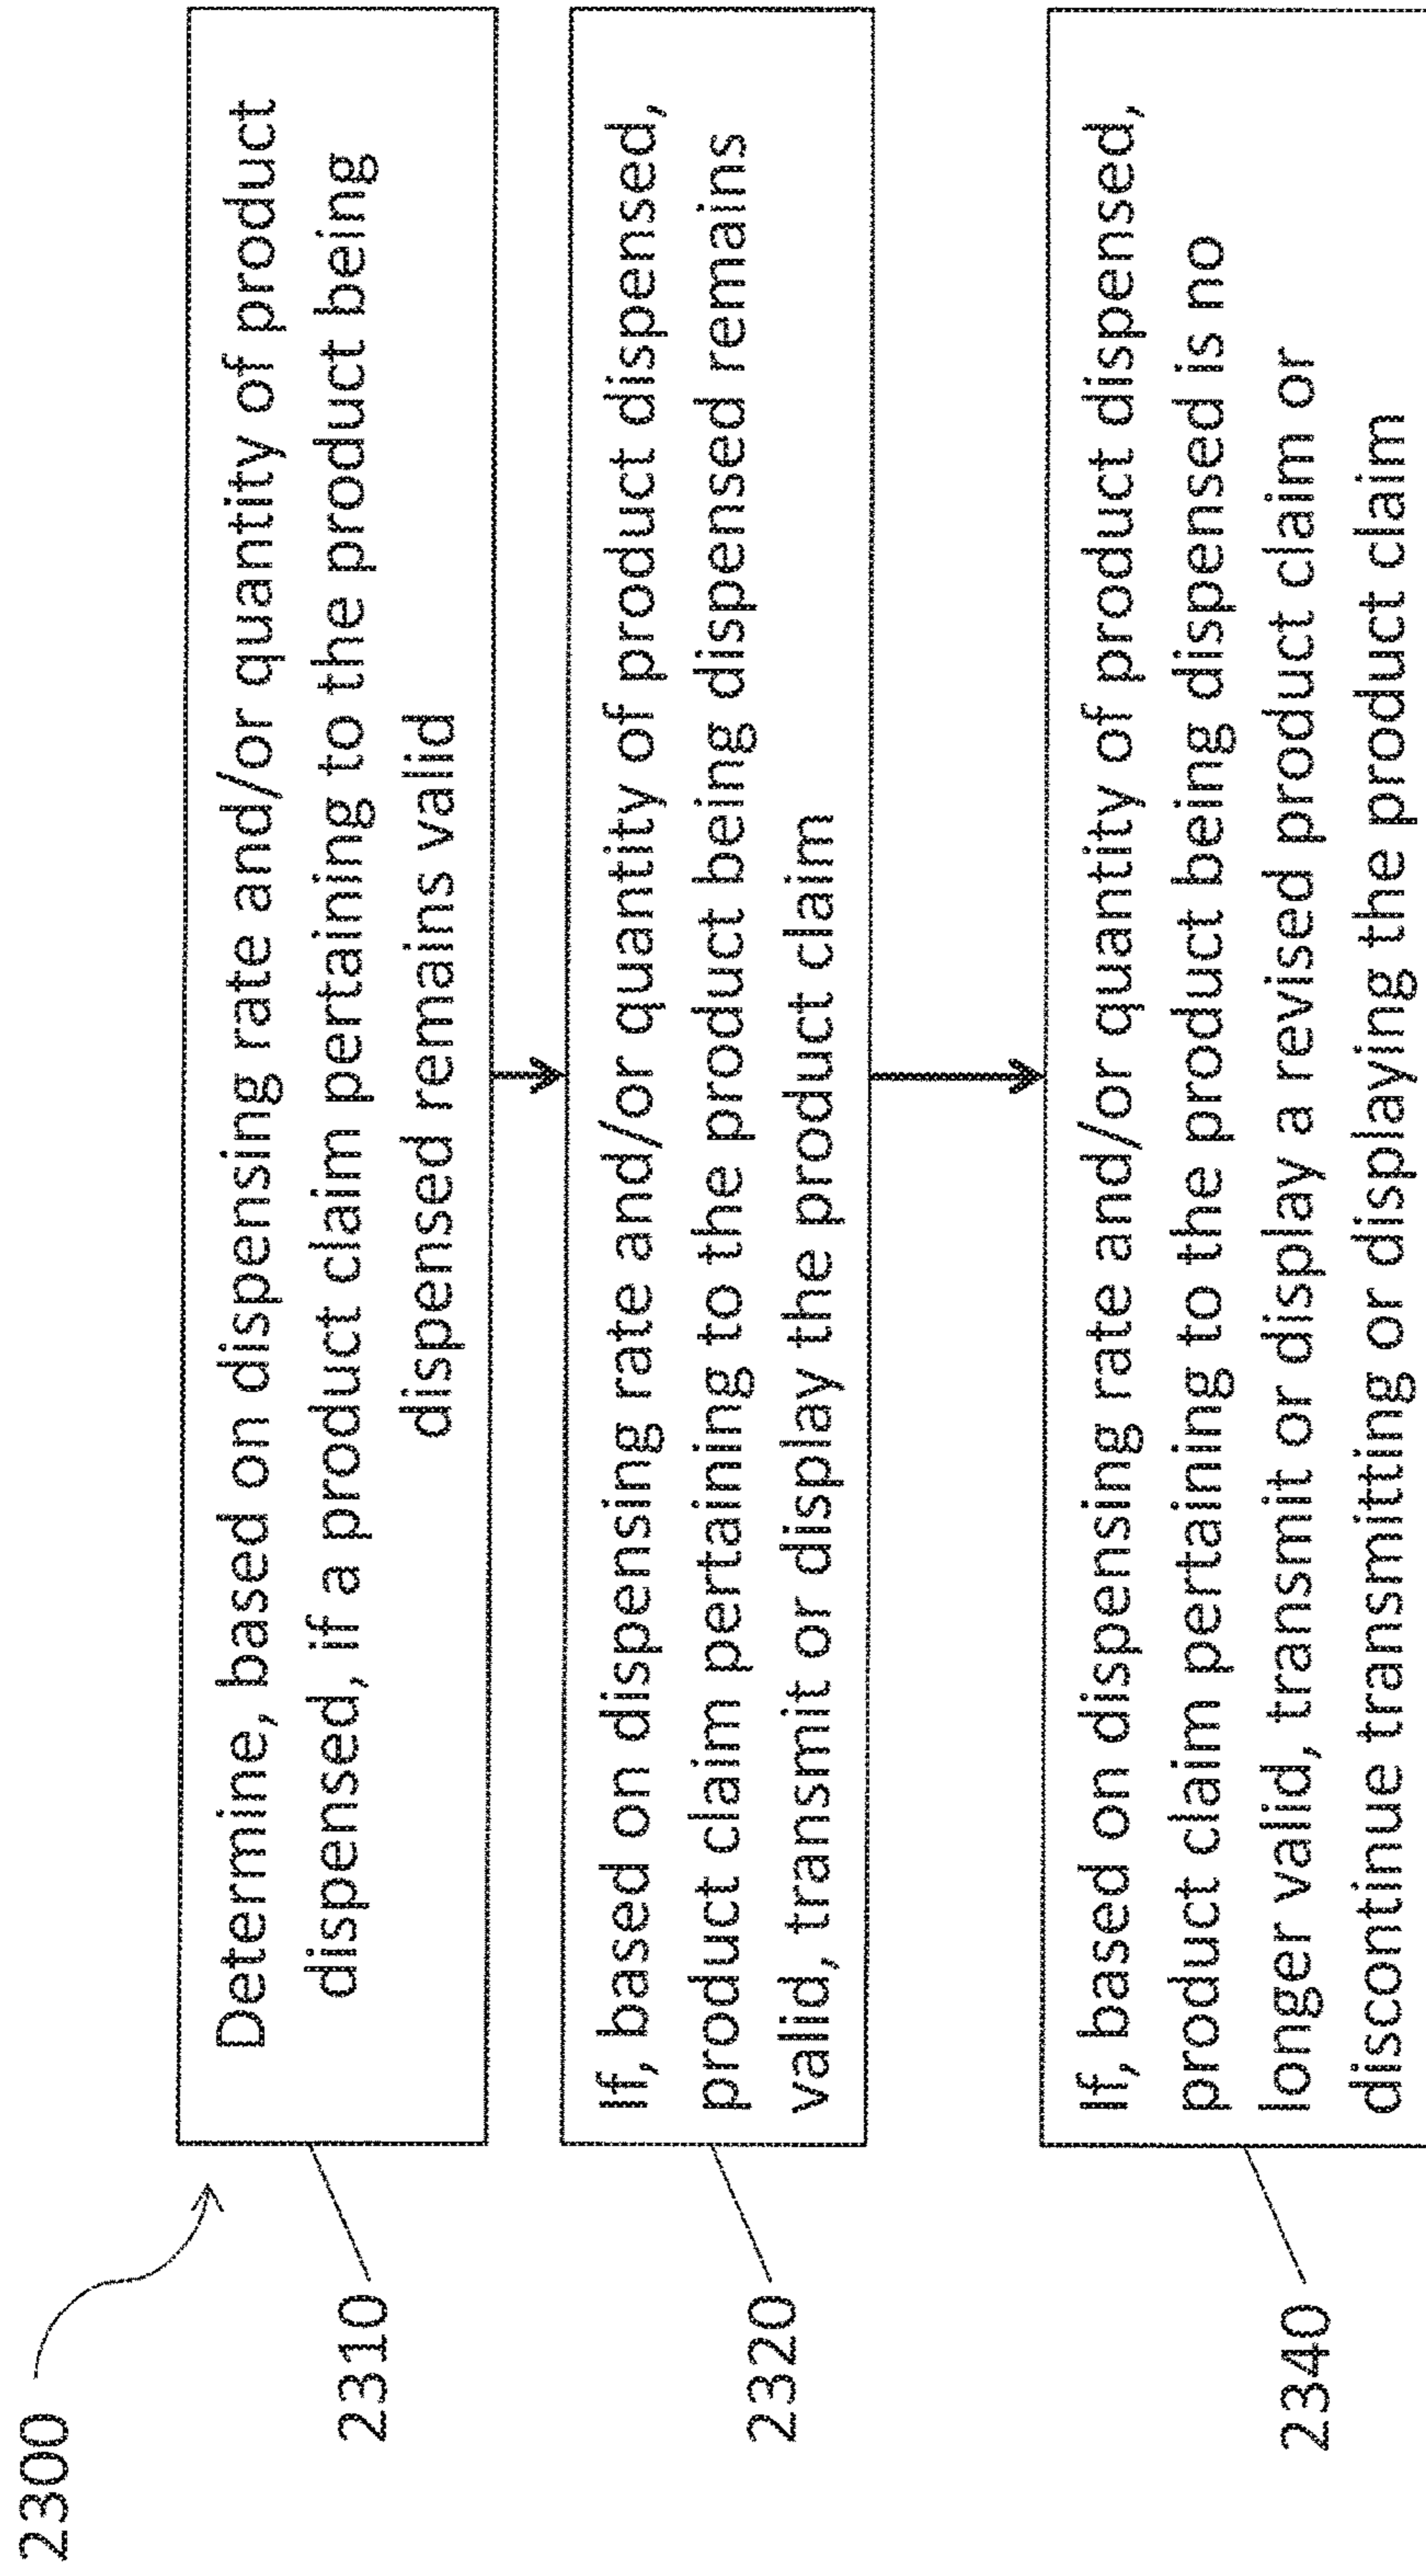 2300
2310
Determine, based on dispensing rate and/or quantity of product
dispensed, if a product claim pertaining to the product being
dispensed remains valid
2320
If, based on dispensing rate and/or quantity of product dispensed,
product claim pertaining to the product being dispensed remains
valid, transmit or display the product claim
2340
If, based on dispensing rate and/or quantity of product dispensed,
product claim pertaining to the product being dispensed is no
longer valid, transmit or display a revised product claim or
discontinue transmitting or displaying the product claim